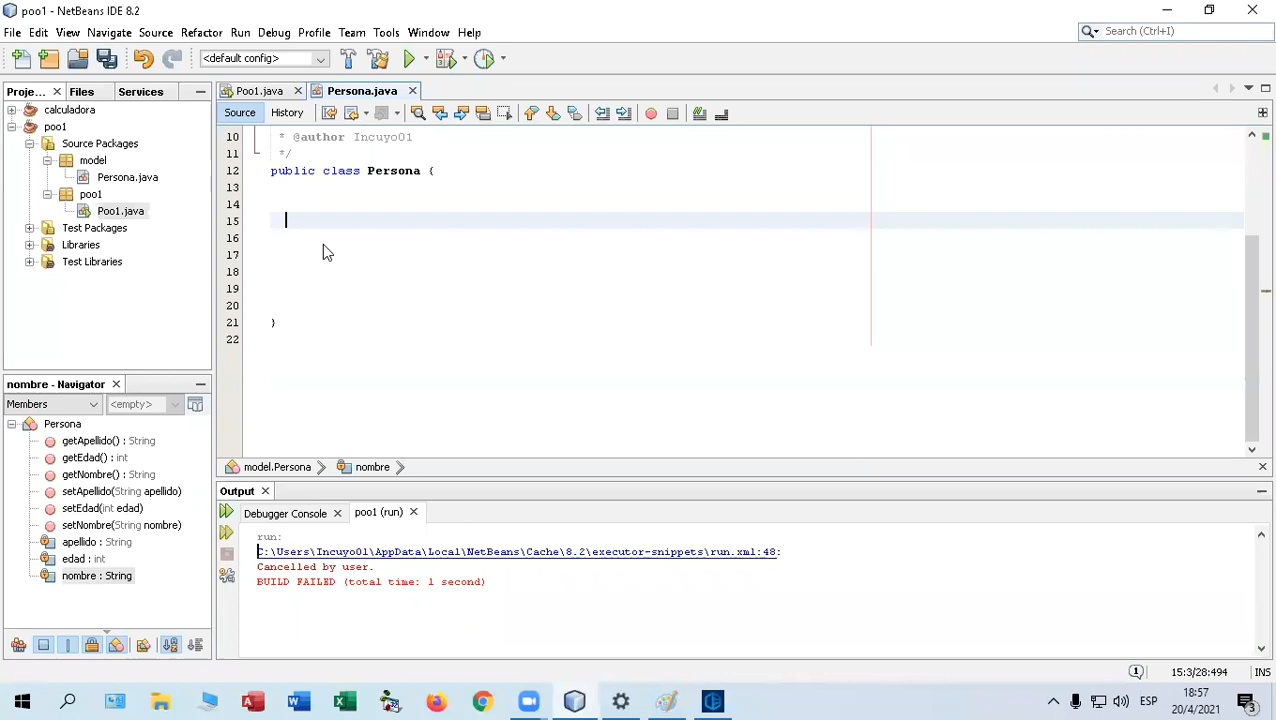 poo1 - NetBeans IDE 8.2
File Edit View Navigate Source Refactor Run Debug Profile Team Tools Window Help
Search (Ctrl+I)
<default config>
Proje... Files Services
Poo1.java Persona.java
Source History
calculadora
poo1
Source Packages
model
Persona.java
poo1
Poo1.java
Test Packages
Libraries
Test Libraries
10 * @author Incuyo01
11 */
12 public class Persona {
13
14
15
16
17
18
19
20
21 }
22
nombre - Navigator
Members <empty>
Persona
getApellido() : String
getEdad() : int
getNombre() : String
setApellido(String apellido)
setEdad(int edad)
setNombre(String nombre)
apellido : String
edad : int
nombre : String
model.Persona nombre
Output
Debugger Console poo1 (run)
run:
C:\Users\Incuyo01\AppData\Local\NetBeans\Cache\8.2\executor-snippets\run.xml:48:
Cancelled by user.
BUILD FAILED (total time: 1 second)
1 15:3/28:494 INS
ESP
18:57
20/4/2021
3